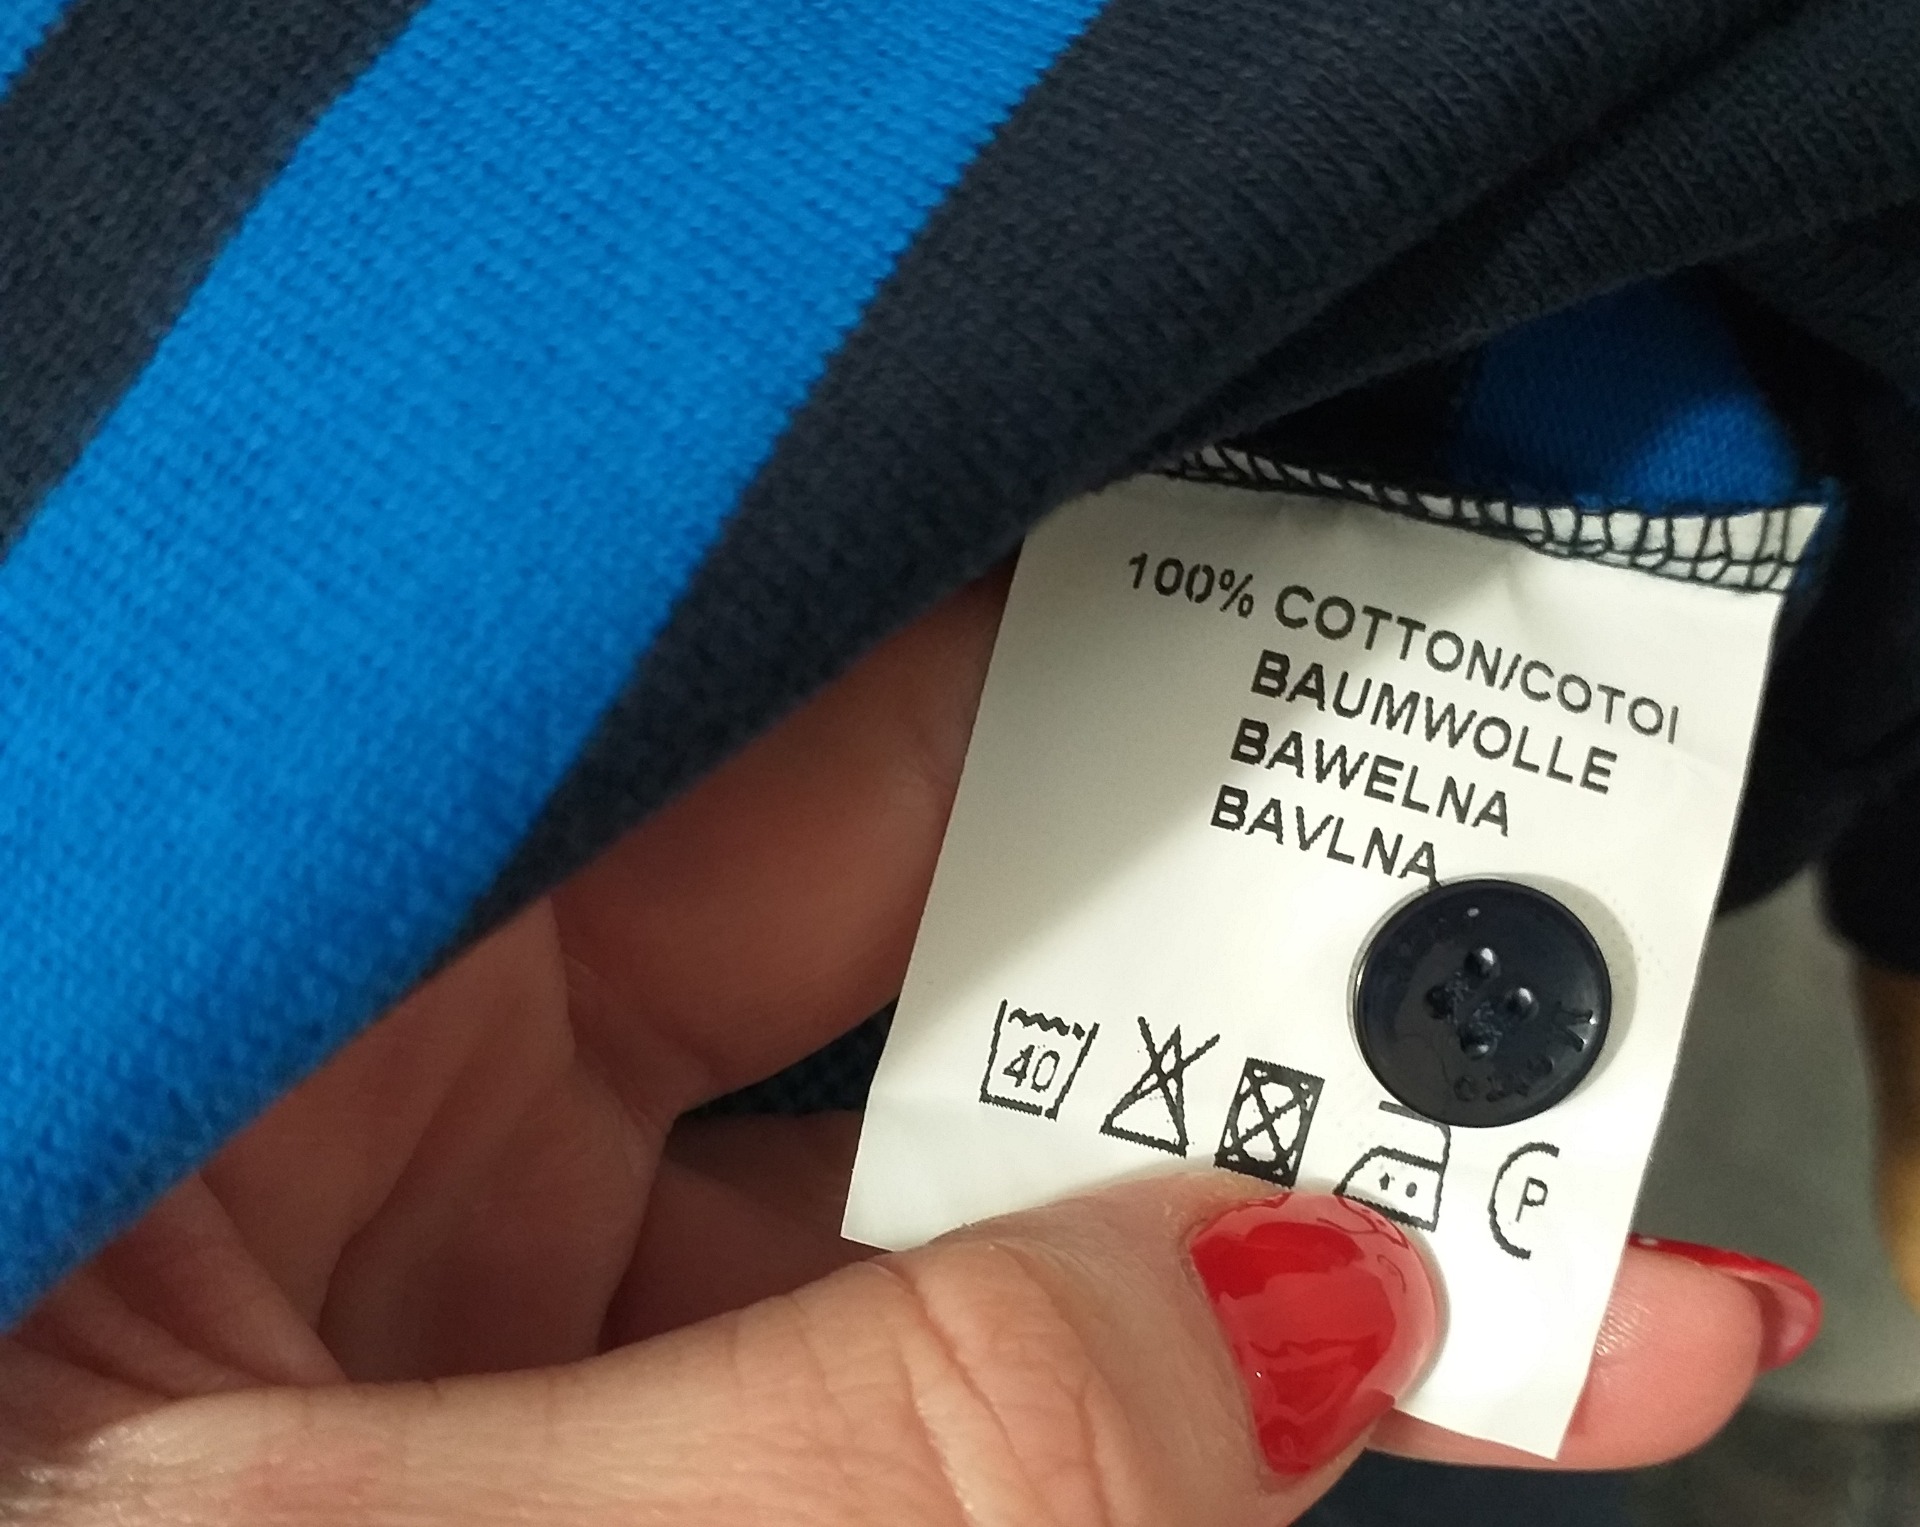 100% COTTON/COTOI
BAUMWOLLE
BAWELNA
BAVLNA
40
P